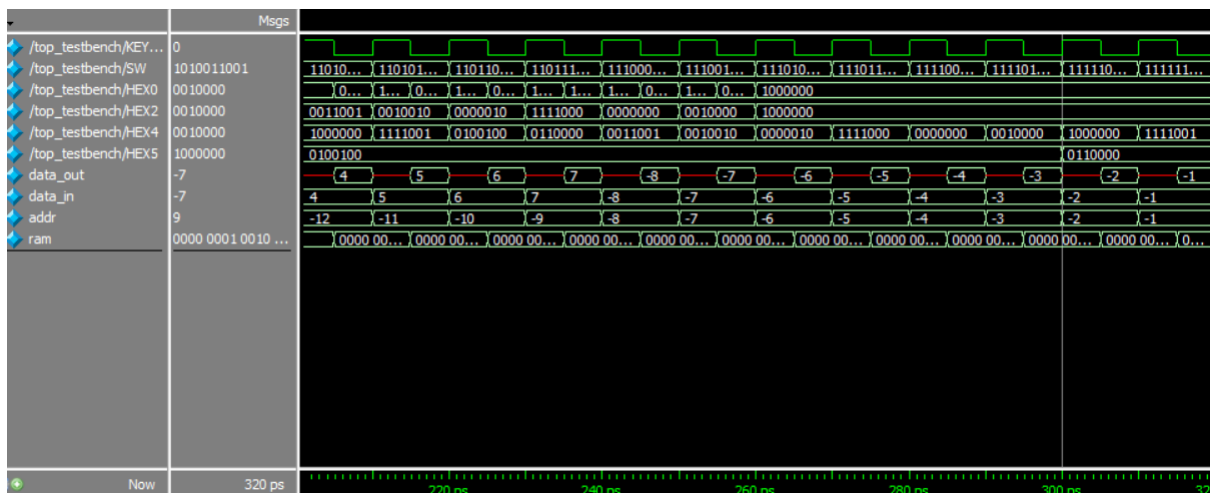 Msgs
/top_testbench/KEY... 0
/top_testbench/SW 1010011001 11010... 110101... 110110... 110111... 111000... 111001... 111010... 111011... 111100... 111101... 111110... 111111...
/top_testbench/HEX0 0010000 0... 1... 0... 1... 0... 1... 1... 1... 0... 1... 0... 1000000
/top_testbench/HEX2 0010000 0011001 0010010 0000010 1111000 0000000 0010000 1000000
/top_testbench/HEX4 0010000 1000000 1111001 0100100 0110000 0011001 0010010 0000010 1111000 0000000 0010000 1000000 1111001
/top_testbench/HEX5 1000000 0100100 0110000
data_out -7 4 5 6 7 -8 -7 -6 -5 -4 -3 -2 -1
data_in -7 4 5 6 7 -8 -7 -6 -5 -4 -3 -2 -1
addr 9 -12 -11 -10 -9 -8 -7 -6 -5 -4 -3 -2 -1
ram 0000 0001 0010 ... 0000 00... 0000 00... 0000 00... 0000 00... 0000 00... 0000 00... 0000 00... 0000 00... 0000 00... 0000 00... 0000 00... 0...
Now 320 ps 220 ps 240 ps 260 ps 280 ps 300 ps 32